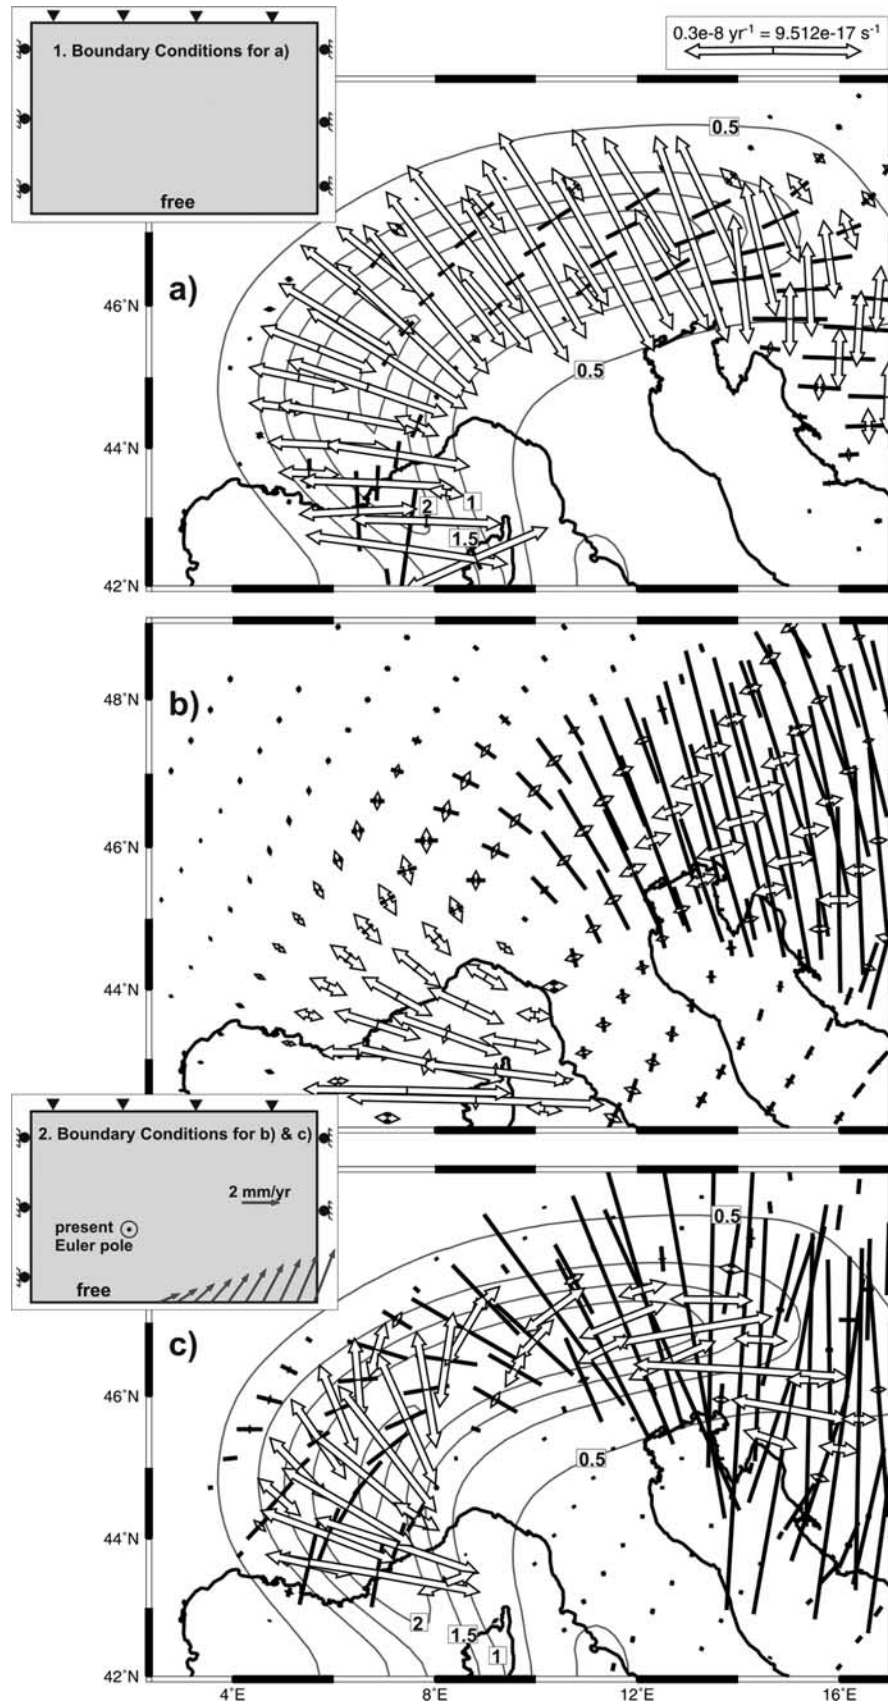 1. Boundary Conditions for a)
free
0.3e-8 yr⁻¹ = 9.512e-17 s⁻¹
0.5
a)
46˚N
0.5
44˚N
2
1
1.5
42˚N
48˚N
b)
46˚N
44˚N
2. Boundary Conditions for b) & c)
2 mm/yr
present
Euler pole
free
0.5
c)
46˚N
0.5
44˚N
2
1.5
1
42˚N
4˚E 8˚E 12˚E 16˚E